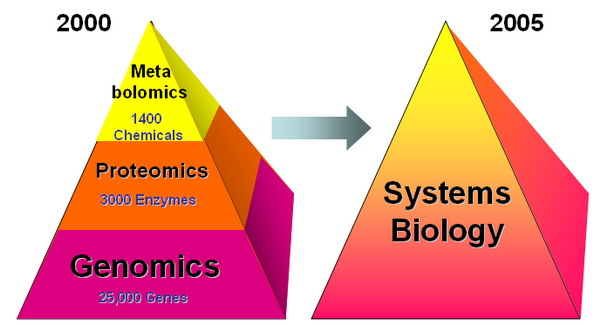 2000
Meta
bolomics
1400
Chemicals
Proteomics
3000 Enzymes
Genomics
25,000 Genes
2005
Systems
Biology